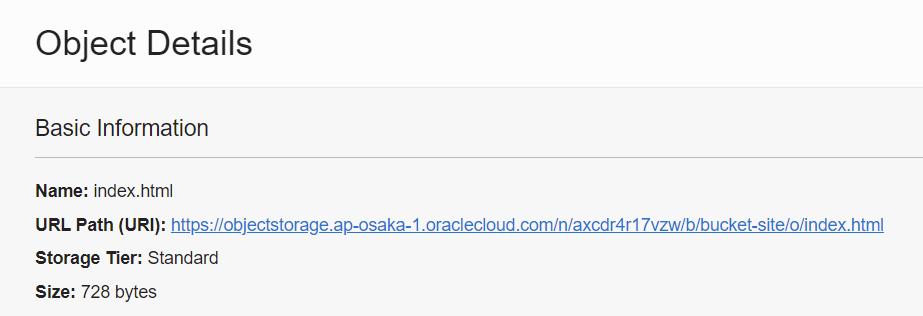 Object Details
Basic Information
Name: index.html
URL Path (URI): https://objectstorage.ap-osaka-1.oraclecloud.com/n/axcdr4r17vzw/b/bucket-site/o/index.html
Storage Tier: Standard
Size: 728 bytes